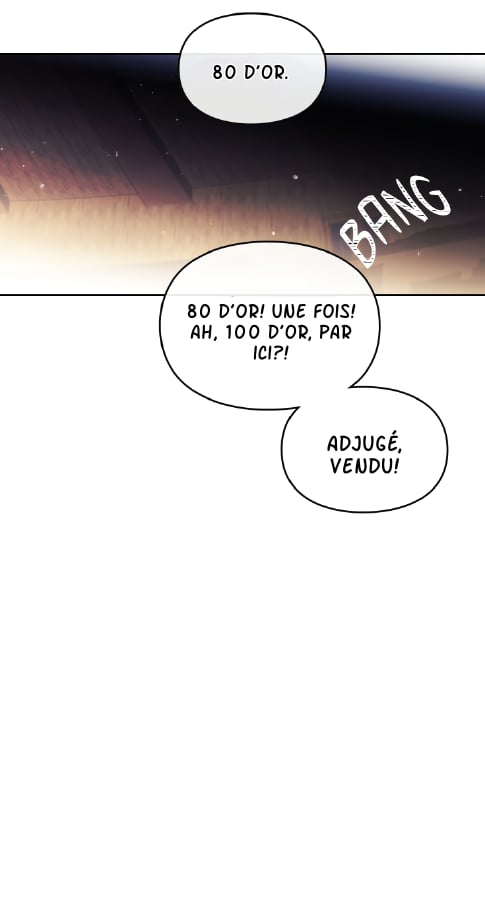 80 D'OR.
BANG
80 D'OR! UNE FOIS!
AH, 100 D'OR, PAR
ICI?!
ADJUGÉ,
VENDU!